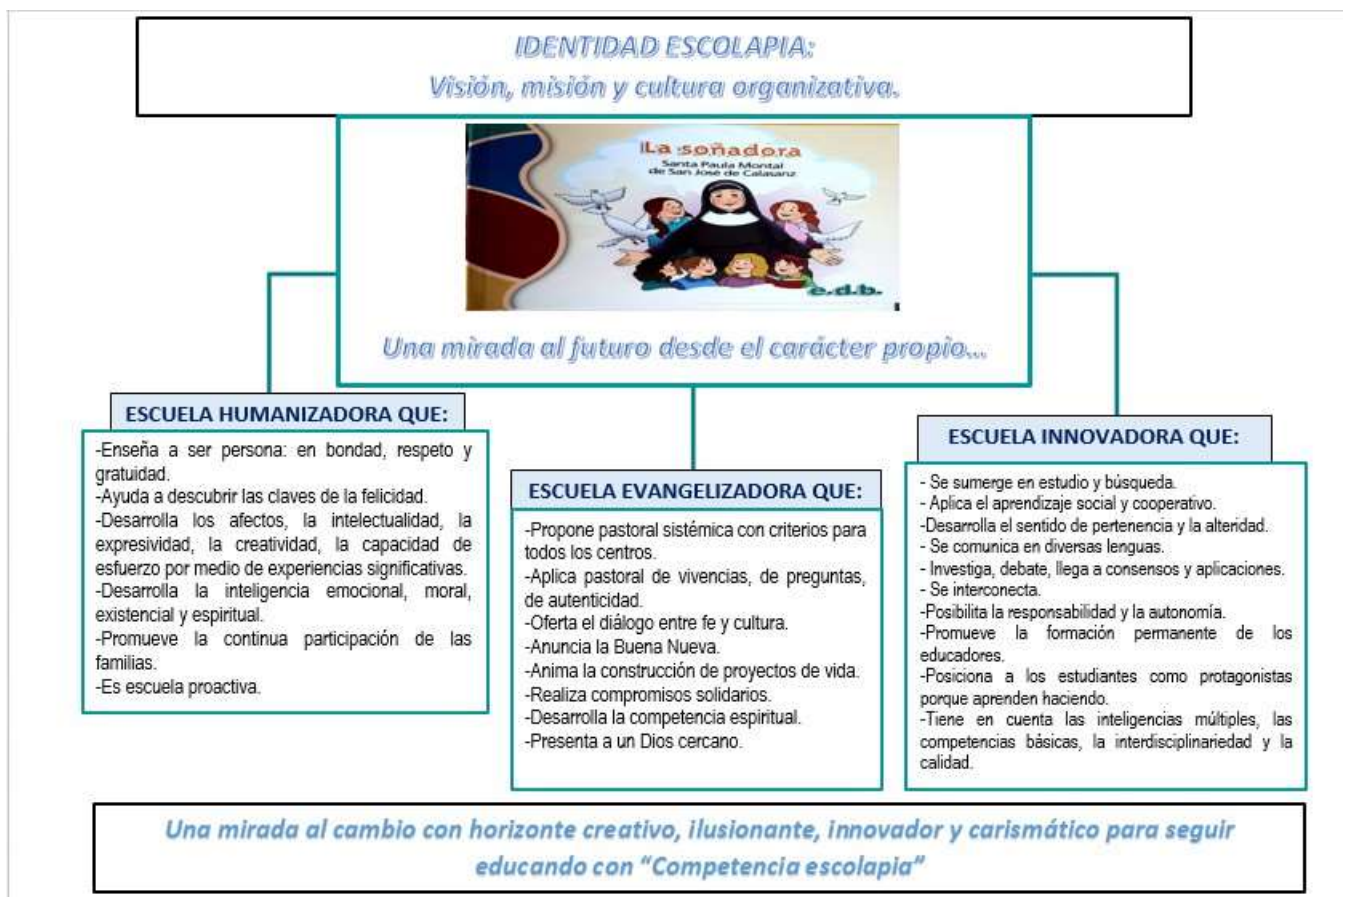 IDENTIDAD ESCOLAPIA:
Visión, misión y cultura organizativa.
La soñadora
Santa Paula Montal
de San José de Calasanz
e.d.b.
Una mirada al futuro desde el carácter propio...
ESCUELA HUMANIZADORA QUE:
-Enseña a ser persona: en bondad, respeto y
gratuidad.
-Ayuda a descubrir las claves de la felicidad.
-Desarrolla los afectos, la intelectualidad, la
expresividad, la creatividad, la capacidad de
esfuerzo por medio de experiencias significativas.
-Desarrolla la inteligencia emocional, moral,
existencial y espiritual.
-Promueve la continua participación de las
familias.
-Es escuela proactiva.
ESCUELA EVANGELIZADORA QUE:
-Propone pastoral sistémica con criterios para
todos los centros.
-Aplica pastoral de vivencias, de preguntas,
de autenticidad.
-Oferta el diálogo entre fe y cultura.
-Anuncia la Buena Nueva.
-Anima la construcción de proyectos de vida.
-Realiza compromisos solidarios.
-Desarrolla la competencia espiritual.
-Presenta a un Dios cercano.
ESCUELA INNOVADORA QUE:
- Se sumerge en estudio y búsqueda.
- Aplica el aprendizaje social y cooperativo.
-Desarrolla el sentido de pertenencia y la alteridad.
- Se comunica en diversas lenguas.
- Investiga, debate, llega a consensos y aplicaciones.
- Se interconecta.
-Posibilita la responsabilidad y la autonomía.
-Promueve la formación permanente de los
educadores.
-Posiciona a los estudiantes como protagonistas
porque aprenden haciendo.
-Tiene en cuenta las inteligencias múltiples, las
competencias básicas, la interdisciplinariedad y la
calidad.
Una mirada al cambio con horizonte creativo, ilusionante, innovador y carismático para seguir
educando con “Competencia escolapia”